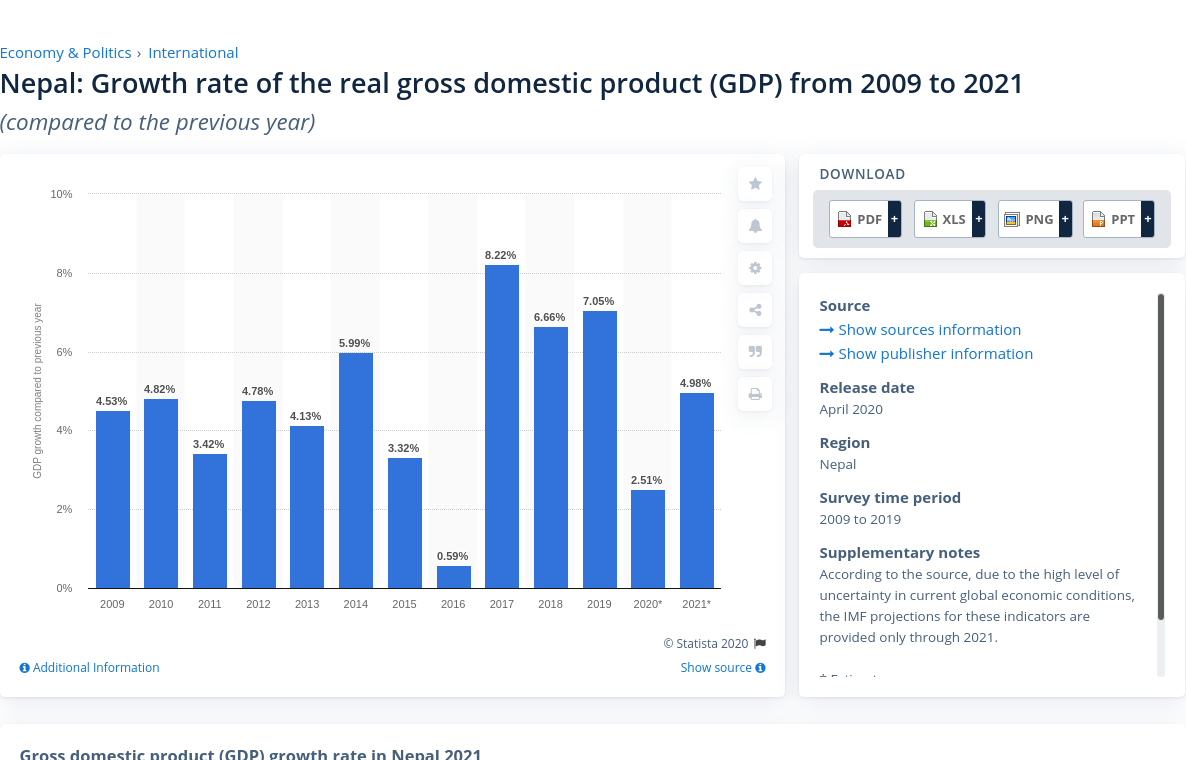 Economy & Politics › International
Nepal: Growth rate of the real gross domestic product (GDP) from 2009 to 2021
(compared to the previous year)
GDP growth compared to previous year
10%
8%
6%
4%
2%
0%
4.53%
4.82%
3.42%
4.78%
4.13%
5.99%
3.32%
0.59%
8.22%
6.66%
7.05%
2.51%
4.98%
2009 2010 2011 2012 2013 2014 2015 2016 2017 2018 2019 2020* 2021*
© Statista 2020
Additional Information
Show source
DOWNLOAD
PDF + XLS + PNG + PPT +
Source
Show sources information
Show publisher information
Release date
April 2020
Region
Nepal
Survey time period
2009 to 2019
Supplementary notes
According to the source, due to the high level of
uncertainty in current global economic conditions,
the IMF projections for these indicators are
provided only through 2021.
Gross domestic product (GDP) growth rate in Nepal 2021